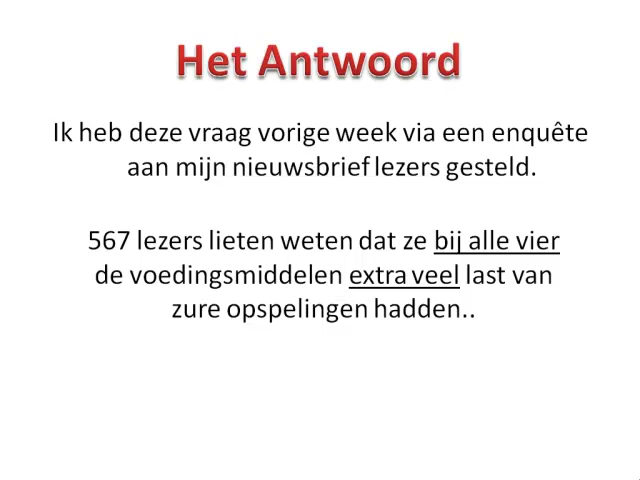 Het Antwoord
Ik heb deze vraag vorige week via een enquête
aan mijn nieuwsbrief lezers gesteld.
567 lezers lieten weten dat ze bij alle vier
de voedingsmiddelen extra veel last van
zure opspelingen hadden..